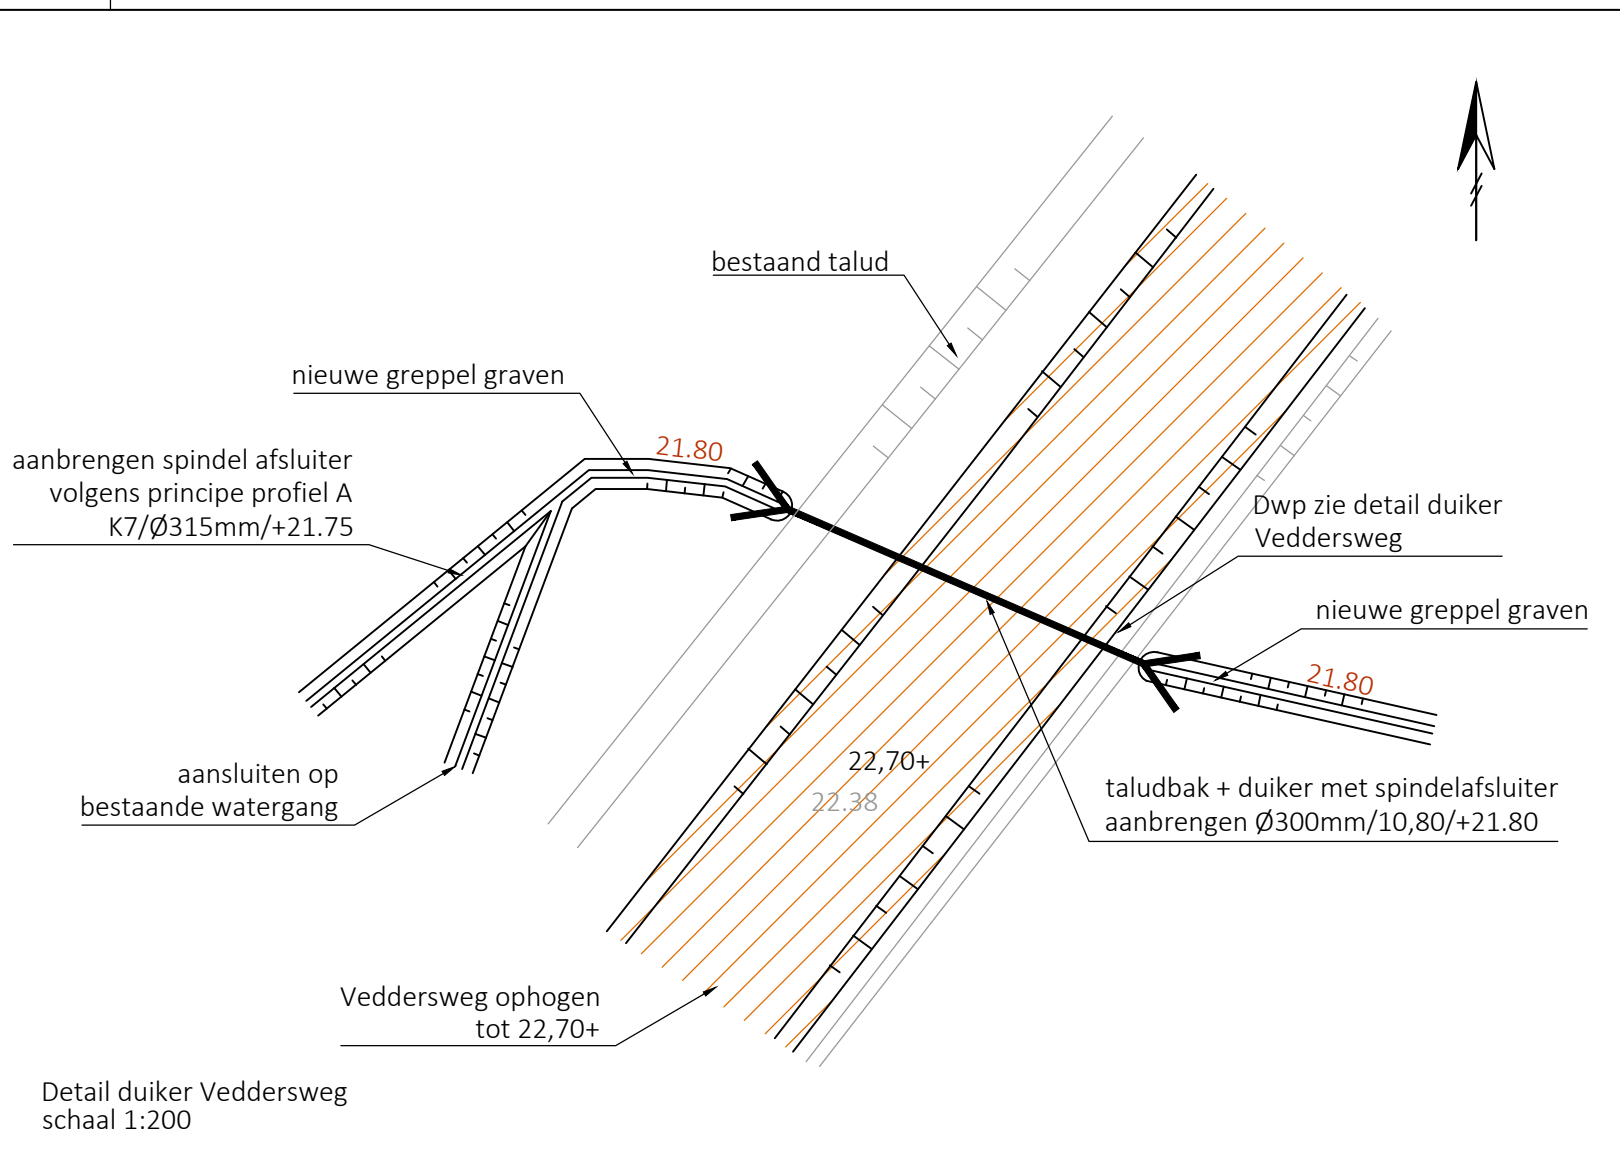 bestaand talud
nieuwe greppel graven
21.80
aanbrengen spindel afsluiter
volgens principe profiel A
K7/Ø315mm/+21.75
Dwp zie detail duiker
Veddersweg
nieuwe greppel graven
21.80
22,70+
22.38
aansluiten op
bestaande watergang
taludbak + duiker met spindelafsluiter
aanbrengen Ø300mm/10,80/+21.80
Veddersweg ophogen
tot 22,70+
Detail duiker Veddersweg
schaal 1:200